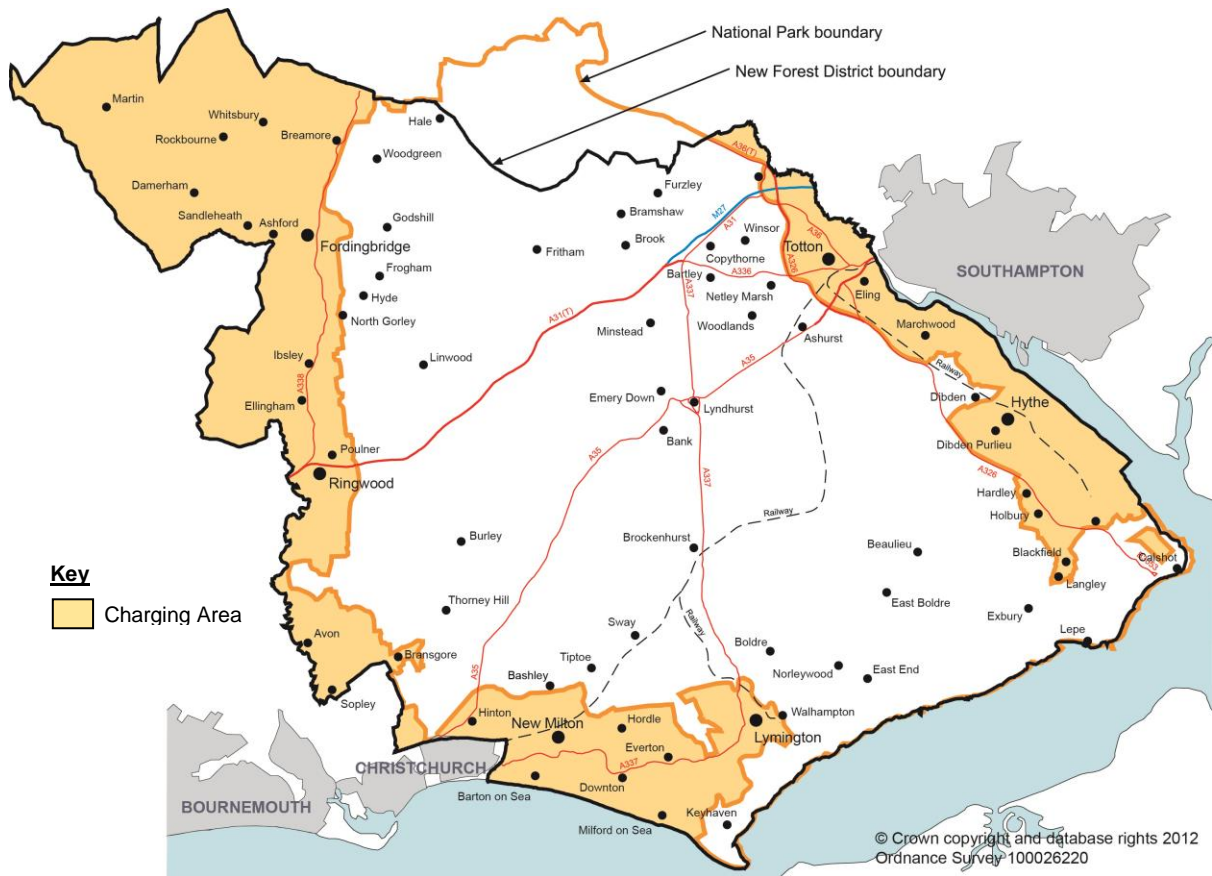 National Park boundary
New Forest District boundary
Martin
Whitsbury
Rockbourne
Breamore
Hale
Woodgreen
A36(T)
Damerham
Furzley
Sandleheath
Ashford
Godshill
Bramshaw
M27
A31
Winsor
A36
Fordingbridge
Fritham
Brook
Copythorne
Totton
SOUTHAMPTON
Frogham
Bartley
A336
A326
Eling
Hyde
A337
Netley Marsh
North Gorley
A31(T)
Minstead
Woodlands
Ashurst
Marchwood
Ibsley
Linwood
A35
Railway
A338
Ellingham
Emery Down
Lyndhurst
Dibden
Hythe
Bank
Dibden Purlieu
Poulner
A35
A337
A326
Ringwood
Hardley
Railway
Holbury
Burley
Brockenhurst
Beaulieu
Blackfield
Calshot
Key
Langley
Charging Area
Thorney Hill
East Boldre
Exbury
Avon
Sway
Railway
Lepe
Bransgore
Boldre
A35
Tiptoe
Norleywood
East End
Bashley
Sopley
Hinton
New Milton
Hordle
Walhampton
Lymington
Everton
CHRISTCHURCH
A337
BOURNEMOUTH
Barton on Sea
Downton
Milford on Sea
Keyhaven
© Crown copyright and database rights 2012
Ordnance Survey 100026220